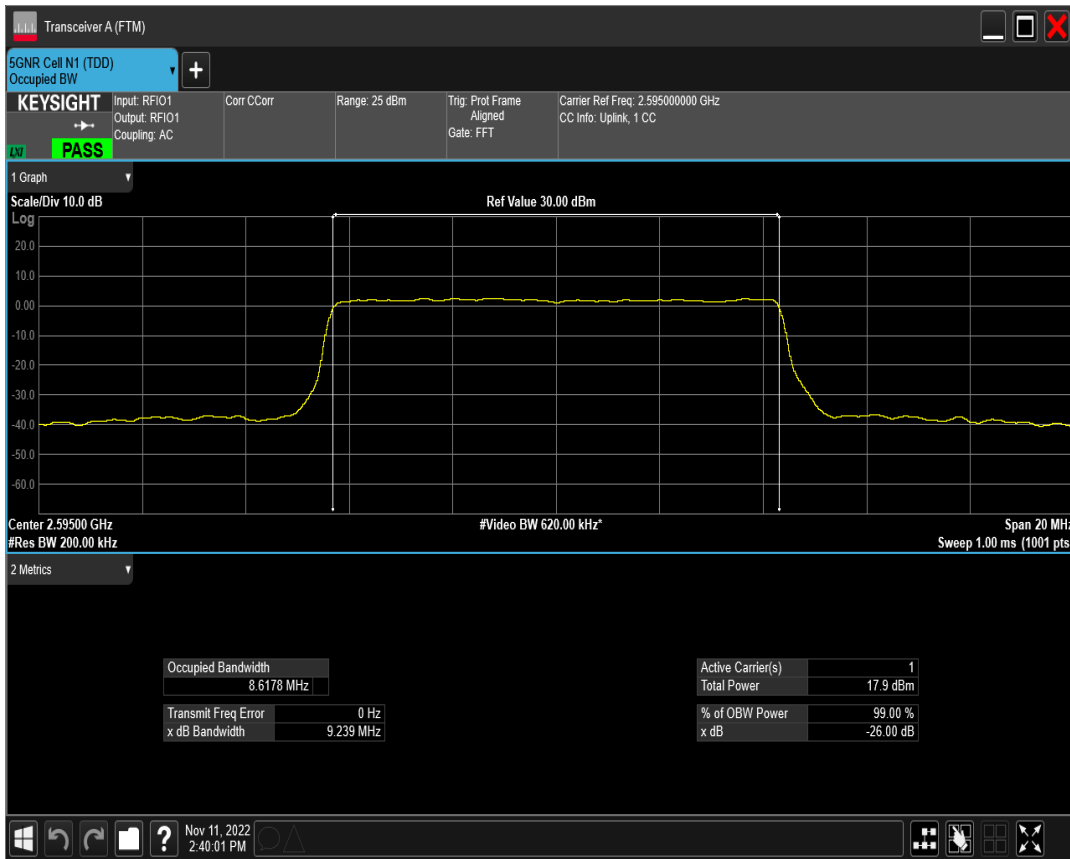 Transceiver A (FTM)
5GNR Cell N1 (TDD)
Occupied BW
+
KEYSIGHT
LXI
PASS
Input: RFIO1
Output: RFIO1
Coupling: AC
Corr CCorr
Range: 25 dBm
Trig: Prot Frame
Aligned
Gate: FFT
Carrier Ref Freq: 2.595000000 GHz
CC Info: Uplink, 1 CC
1 Graph
Scale/Div 10.0 dB
Ref Value 30.00 dBm
Log
20.0
10.0
0.00
-10.0
-20.0
-30.0
-40.0
-50.0
-60.0
Center 2.59500 GHz
#Video BW 620.00 kHz*
Span 20 MHz
#Res BW 200.00 kHz
Sweep 1.00 ms (1001 pts
2 Metrics
Occupied Bandwidth
8.6178 MHz
Transmit Freq Error 0 Hz
x dB Bandwidth 9.239 MHz
Active Carrier(s) 1
Total Power 17.9 dBm
% of OBW Power 99.00 %
x dB -26.00 dB
?
Nov 11, 2022
2:40:01 PM